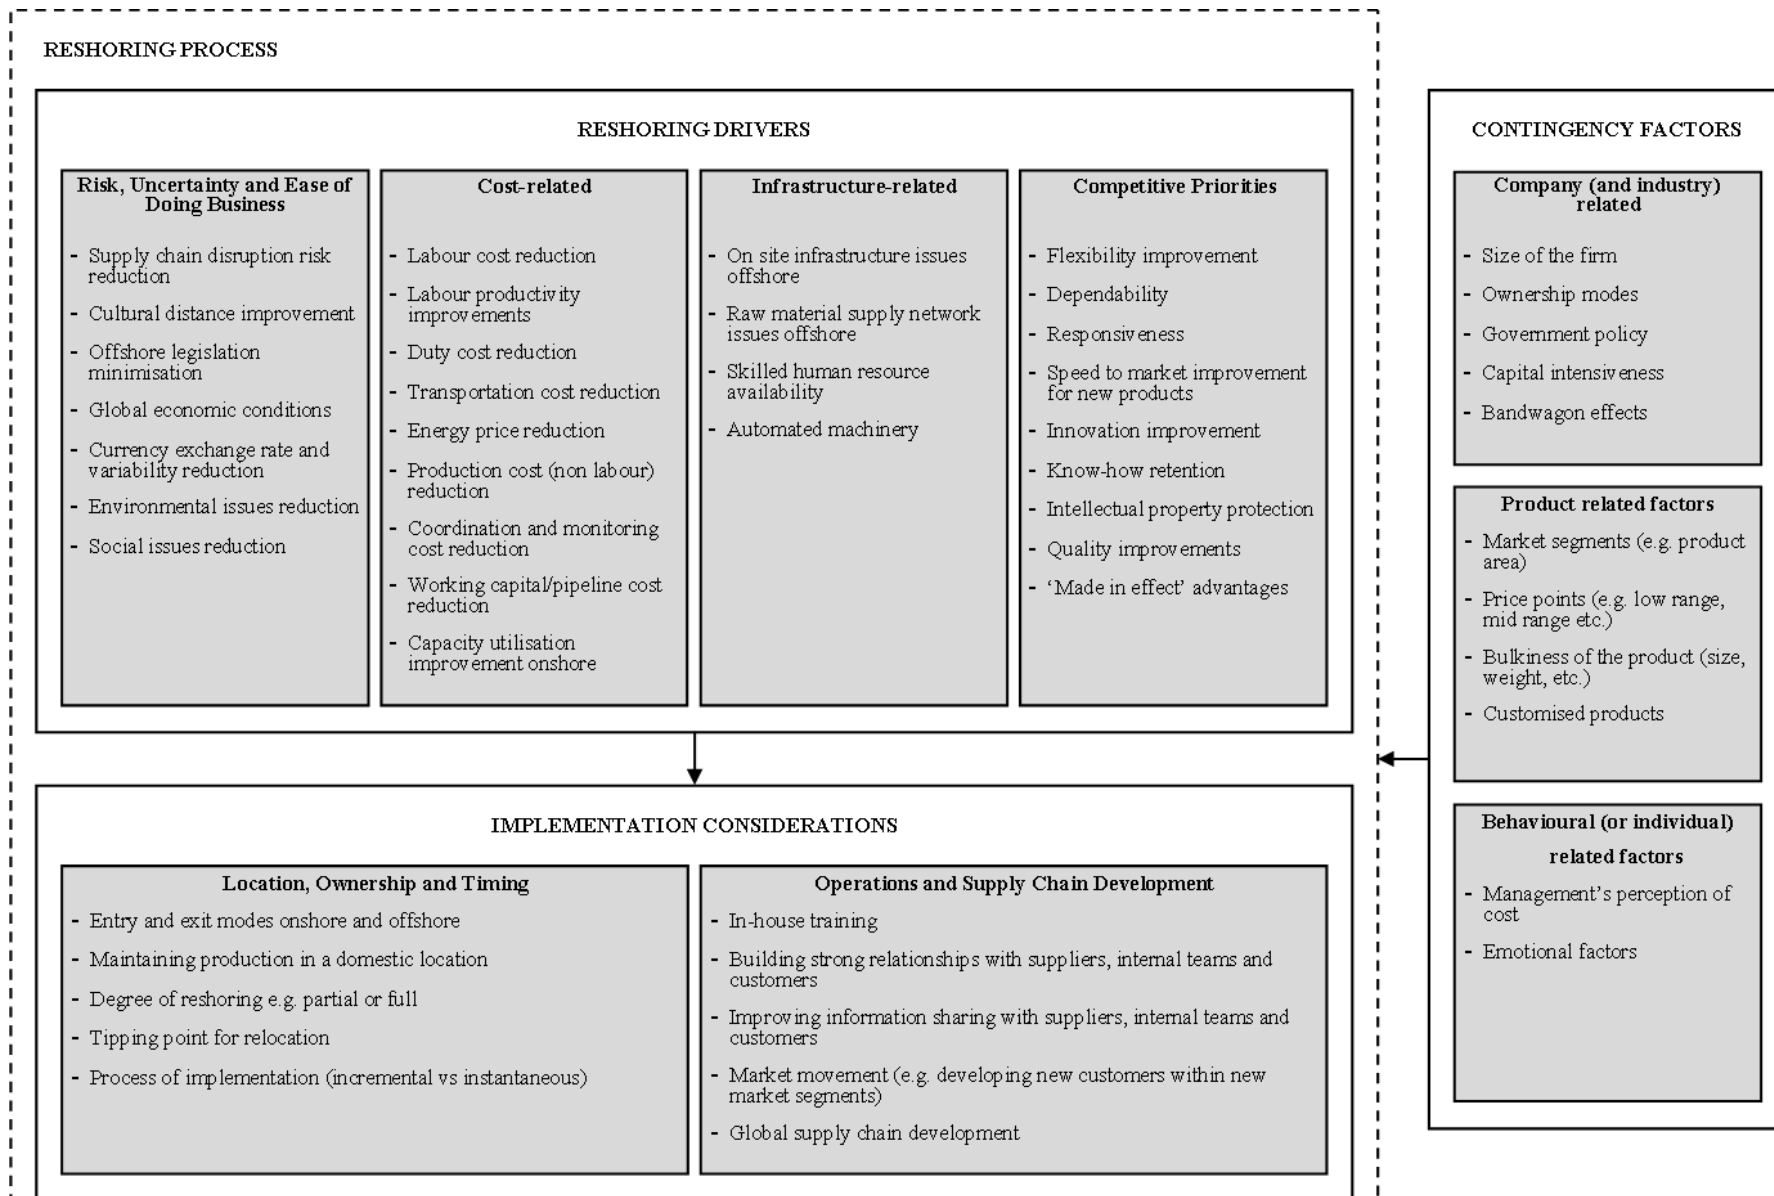 RESHORING PROCESS
RESHORING DRIVERS
Risk, Uncertainty and Ease of
Doing Business
- Supply chain disruption risk
reduction
- Cultural distance improvement
- Offshore legislation
minimisation
- Global economic conditions
- Currency exchange rate and
variability reduction
- Environmental issues reduction
- Social issues reduction
Cost-related
- Labour cost reduction
- Labour productivity
improvements
- Duty cost reduction
- Transportation cost reduction
- Energy price reduction
- Production cost (non labour)
reduction
- Coordination and monitoring
cost reduction
- Working capital/pipeline cost
reduction
- Capacity utilisation
improvement onshore
Infrastructure-related
- On site infrastructure issues
offshore
- Raw material supply network
issues offshore
- Skilled human resource
availability
- Automated machinery
Competitive Priorities
- Flexibility improvement
- Dependability
- Responsiveness
- Speed to market improvement
for new products
- Innovation improvement
- Know-how retention
- Intellectual property protection
- Quality improvements
- ‘Made in effect’ advantages
IMPLEMENTATION CONSIDERATIONS
Location, Ownership and Timing
- Entry and exit modes onshore and offshore
- Maintaining production in a domestic location
- Degree of reshoring e.g. partial or full
- Tipping point for relocation
- Process of implementation (incremental vs instantaneous)
Operations and Supply Chain Development
- In-house training
- Building strong relationships with suppliers, internal teams and
customers
- Improving information sharing with suppliers, internal teams and
customers
- Market movement (e.g. developing new customers within new
market segments)
- Global supply chain development
CONTINGENCY FACTORS
Company (and industry)
related
- Size of the firm
- Ownership modes
- Government policy
- Capital intensiveness
- Bandwagon effects
Product related factors
- Market segments (e.g. product
area)
- Price points (e.g. low range,
mid range etc.)
- Bulkiness of the product (size,
weight, etc.)
- Customised products
Behavioural (or individual)
related factors
- Management’s perception of
cost
- Emotional factors